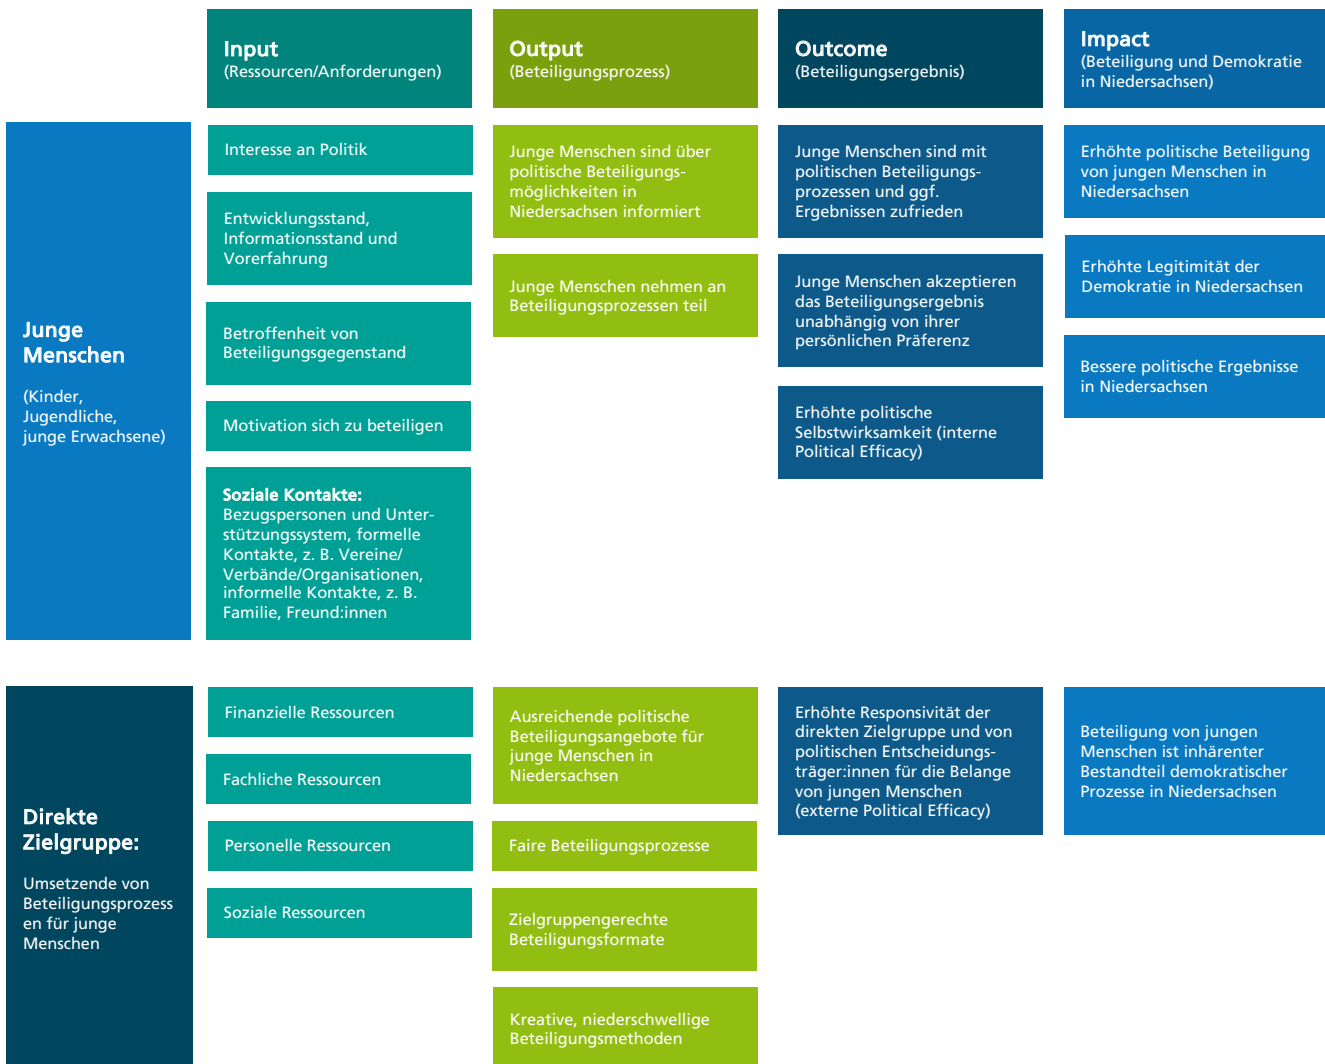 Input
(Ressourcen/Anforderungen)
Output
(Beteiligungsprozess)
Outcome
(Beteiligungsergebnis)
Impact
(Beteiligung und Demokratie
in Niedersachsen)
Junge
Menschen
(Kinder,
Jugendliche,
junge Erwachsene)
Interesse an Politik
Entwicklungsstand,
Informationsstand und
Vorerfahrung
Betroffenheit von
Beteiligungsgegenstand
Motivation sich zu beteiligen
Soziale Kontakte:
Bezugspersonen und Unter-
stützungssystem, formelle
Kontakte, z. B. Vereine/
Verbände/Organisationen,
informelle Kontakte, z. B.
Familie, Freund:innen
Junge Menschen sind über
politische Beteiligungs-
möglichkeiten in
Niedersachsen informiert
Junge Menschen nehmen an
Beteiligungsprozessen teil
Junge Menschen sind mit
politischen Beteiligungs-
prozessen und ggf.
Ergebnissen zufrieden
Junge Menschen akzeptieren
das Beteiligungsergebnis
unabhängig von ihrer
persönlichen Präferenz
Erhöhte politische
Selbstwirksamkeit (interne
Political Efficacy)
Erhöhte politische Beteiligung
von jungen Menschen in
Niedersachsen
Erhöhte Legitimität der
Demokratie in Niedersachsen
Bessere politische Ergebnisse
in Niedersachsen
Direkte
Zielgruppe:
Umsetzende von
Beteiligungsprozess
en für junge
Menschen
Finanzielle Ressourcen
Fachliche Ressourcen
Personelle Ressourcen
Soziale Ressourcen
Ausreichende politische
Beteiligungsangebote für
junge Menschen in
Niedersachsen
Faire Beteiligungsprozesse
Zielgruppengerechte
Beteiligungsformate
Kreative, niederschwellige
Beteiligungsmethoden
Erhöhte Responsivität der
direkten Zielgruppe und von
politischen Entscheidungs-
träger:innen für die Belange
von jungen Menschen
(externe Political Efficacy)
Beteiligung von jungen
Menschen ist inhärenter
Bestandteil demokratischer
Prozesse in Niedersachsen